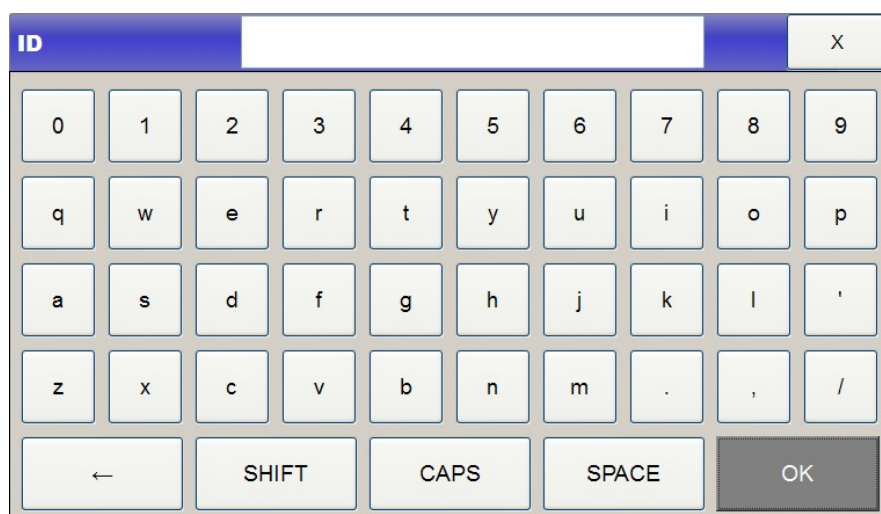 ID X
0 1 2 3 4 5 6 7 8 9
q w e r t y u i o p
a s d f g h j k l '
z x c v b n m . , /
← SHIFT CAPS SPACE OK